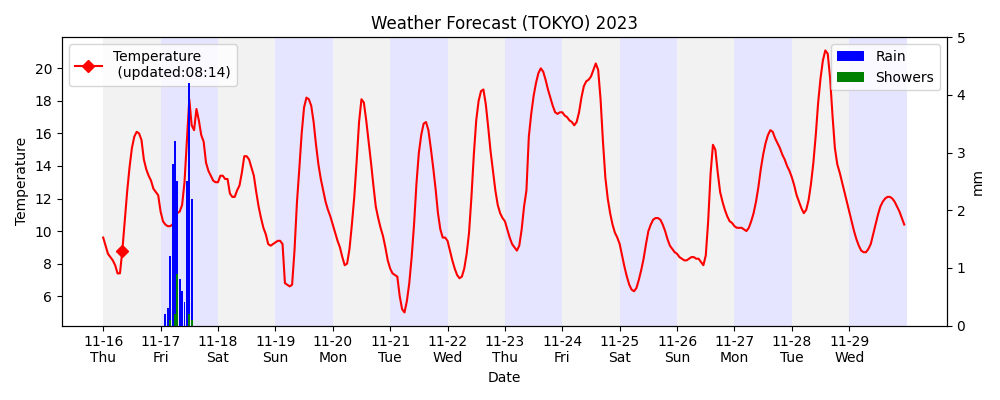 Weather Forecast (TOKYO) 2023
Temperature
(updated:08:14)
Rain
Showers
Temperature
20
18
16
14
12
10
8
6
5
4
3
2
1
0
mm
11-16 11-17 11-18 11-19 11-20 11-21 11-22 11-23 11-24 11-25 11-26 11-27 11-28 11-29
Thu Fri Sat Sun Mon Tue Wed Thu Fri Sat Sun Mon Tue Wed
Date